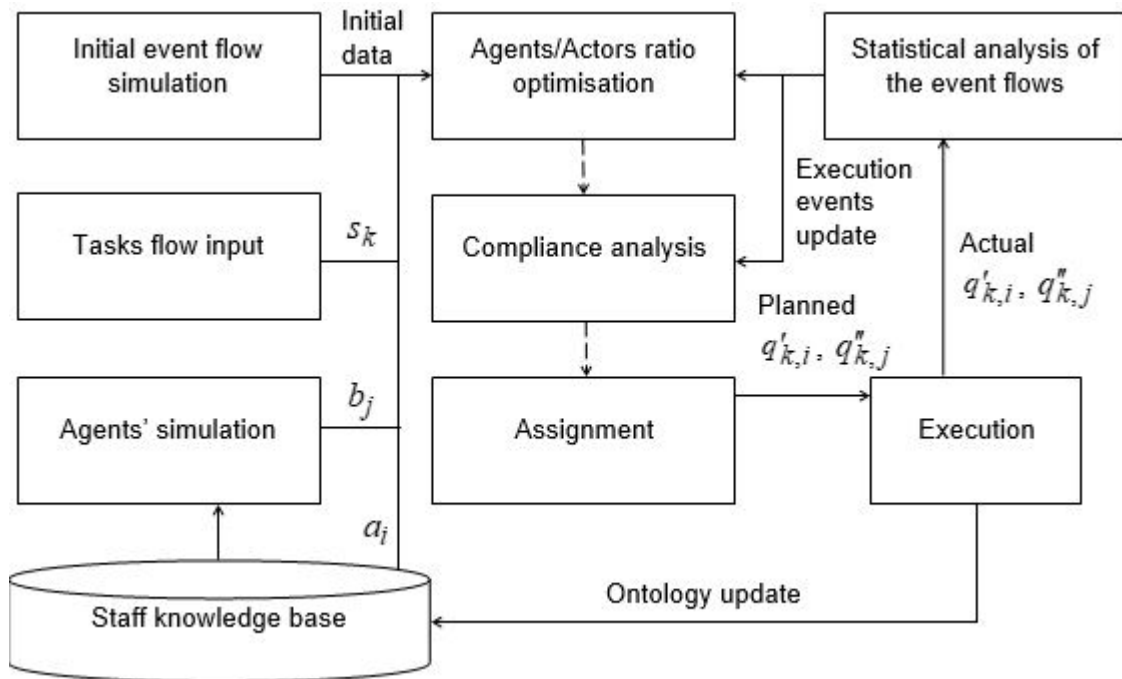 Initial event flow
simulation
Initial
data
Agents/Actors ratio
optimisation
Statistical analysis of
the event flows
Tasks flow input
s_k
Compliance analysis
Execution
events
update
Actual
q'_{k,i}, q''_{k,j}
Planned
q'_{k,i}, q''_{k,j}
Agents’ simulation
b_j
Assignment
Execution
a_i
Staff knowledge base
Ontology update